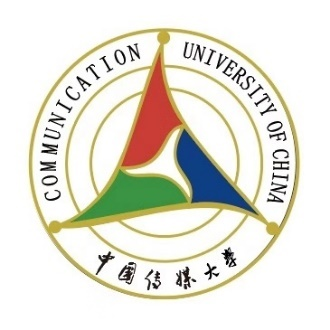 COMMUNICATION UNIVERSITY OF CHINA
中国传媒大学